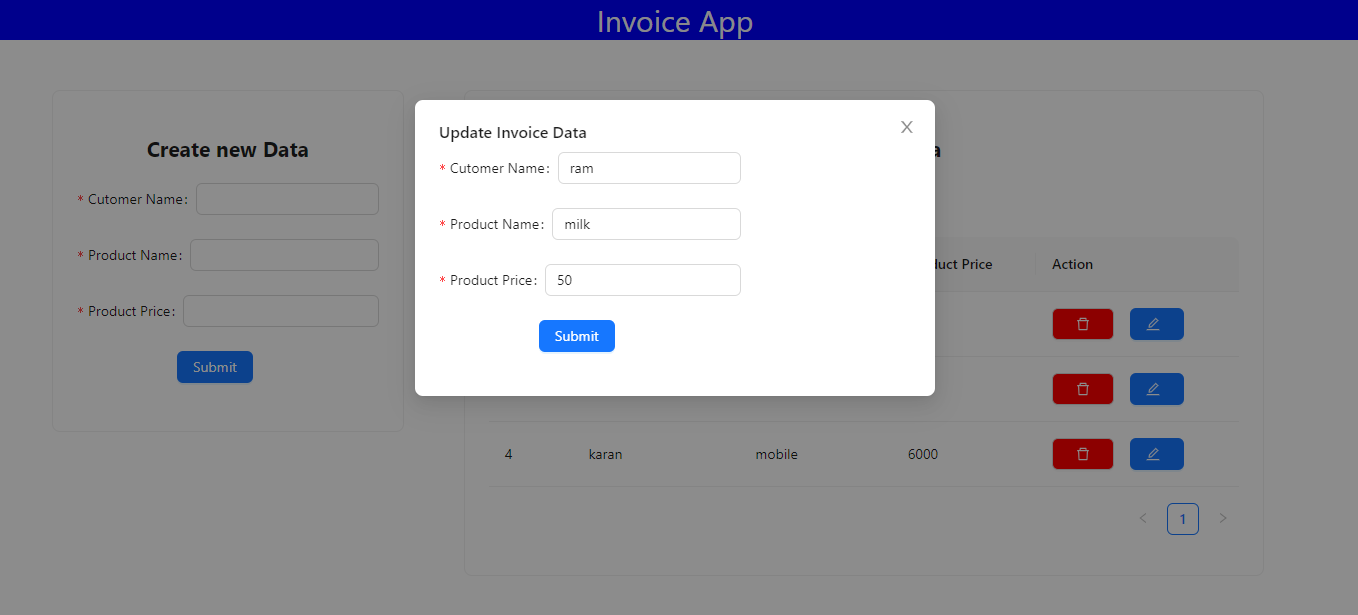 Invoice App
Create new Data
* Cutomer Name:
* Product Name:
* Product Price:
Submit
Update Invoice Data
* Cutomer Name: ram
* Product Name: milk
* Product Price: 50
Submit
Price Action
4 karan mobile 6000
1